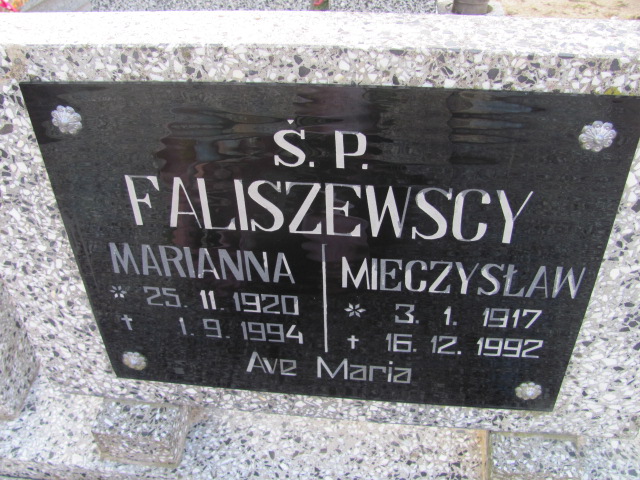 Ś. P.
FALISZEWSCY
MARIANNA
* 25. 11. 1920
✝ 1. 9. 1994
MIECZYSŁAW
* 3. 1. 1917
✝ 16. 12. 1992
Ave Maria